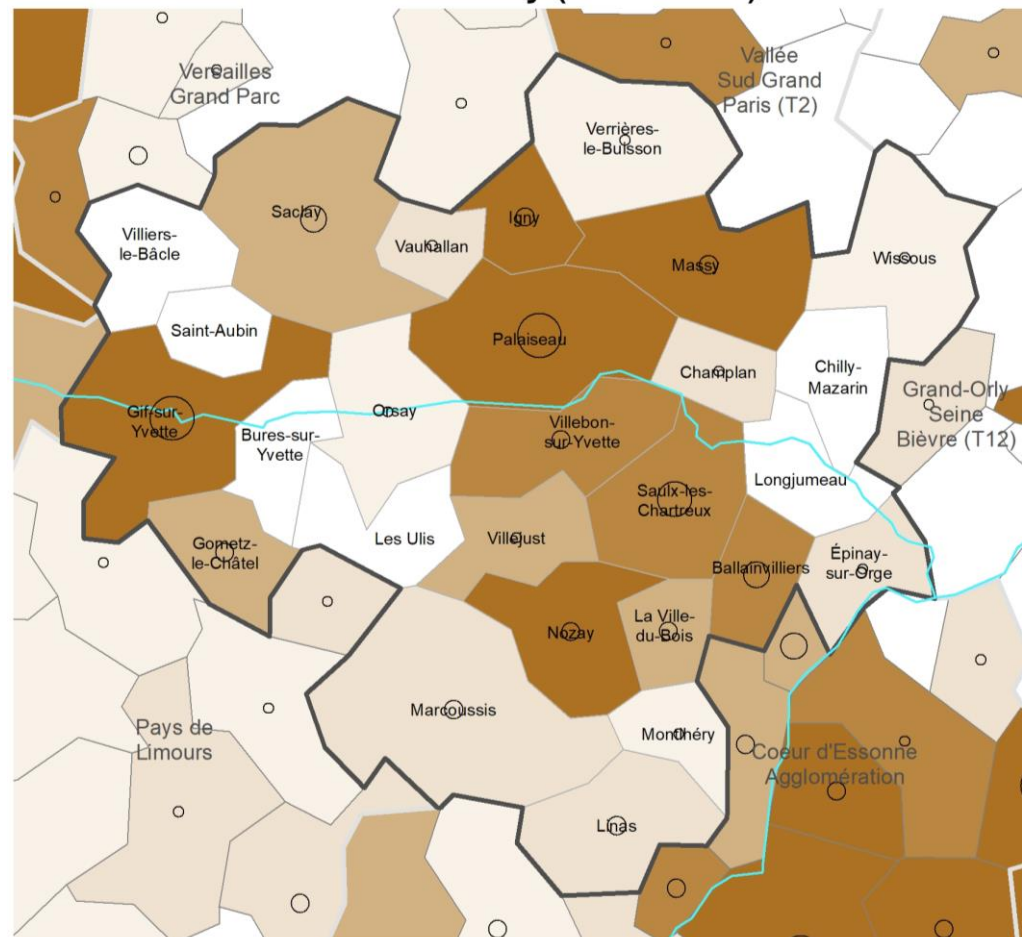 Versailles
Grand Parc
Vallée
Sud Grand
Paris (T2)
Verrières-
le-Buisson
Saclay
Igny
Villiers-
le-Bâcle
Vauhallan
Massy
Wissous
Saint-Aubin
Palaiseau
Champlan
Chilly-
Mazarin
Grand-Orly
Seine
Bièvre (T12)
Gif-sur-
Yvette
Orsay
Bures-sur-
Yvette
Villebon-
sur-Yvette
Longjumeau
Saulx-les-
Chartreux
Les Ulis
Villejust
Gometz-
le-Châtel
Ballainvilliers
Épinay-
sur-Orge
Nozay
La Ville-
du-Bois
Marcoussis
Montlhéry
Pays de
Limours
Coeur d'Essonne
Agglomération
Linas